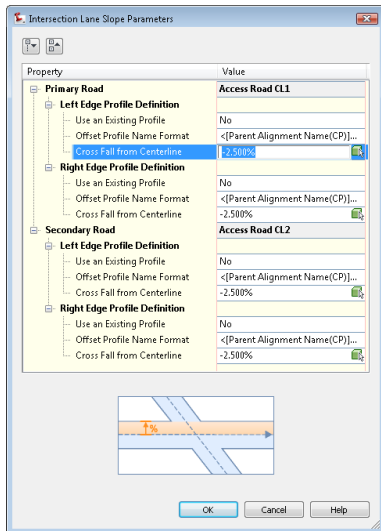 Intersection Lane Slope Parameters
Property Value
Primary Road Access Road CL1
Left Edge Profile Definition
Use an Existing Profile No
Offset Profile Name Format <[Parent Alignment Name(CP)]...
Cross Fall from Centerline -2.500%
Right Edge Profile Definition
Use an Existing Profile No
Offset Profile Name Format <[Parent Alignment Name(CP)]...
Cross Fall from Centerline -2.500%
Secondary Road Access Road CL2
Left Edge Profile Definition
Use an Existing Profile No
Offset Profile Name Format <[Parent Alignment Name(CP)]...
Cross Fall from Centerline -2.500%
Right Edge Profile Definition
Use an Existing Profile No
Offset Profile Name Format <[Parent Alignment Name(CP)]...
Cross Fall from Centerline -2.500%
%
OK Cancel Help